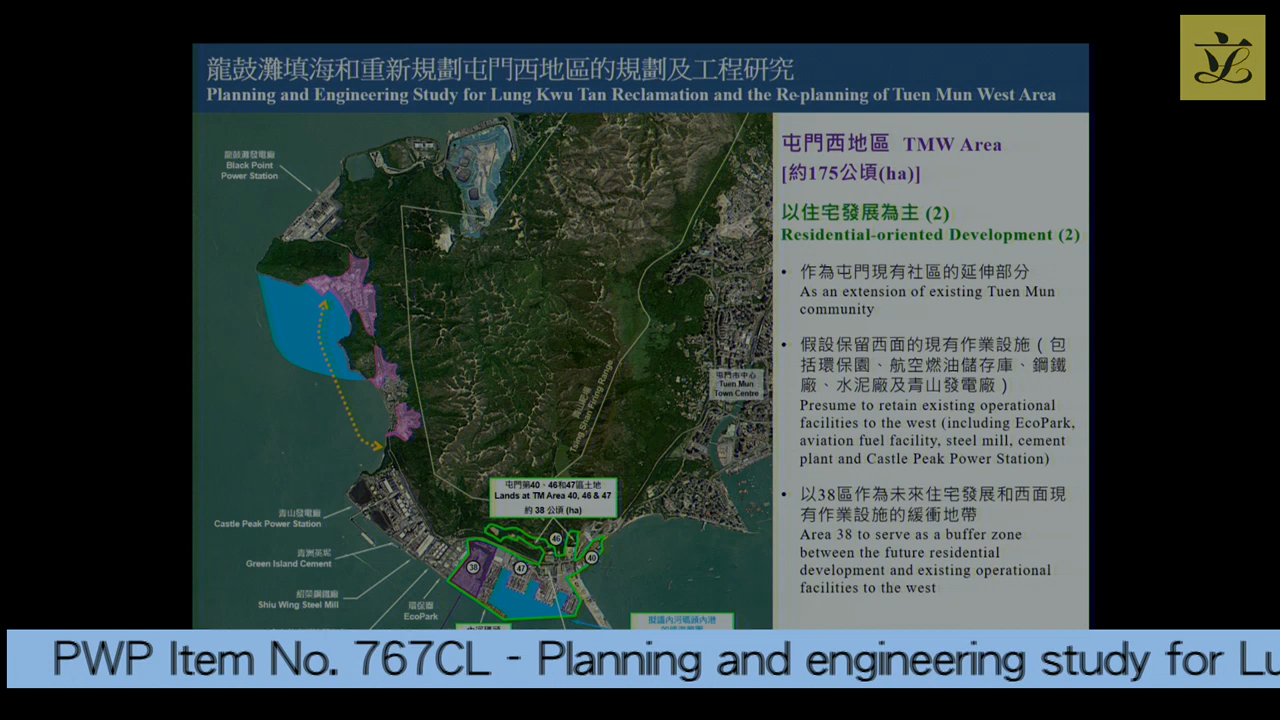 龍鼓灘填海和重新規劃屯門西地區的規劃及工程研究
Planning and Engineering Study for Lung Kwu Tan Reclamation and the Re-planning of Tuen Mun West Area
龍鼓灘發電廠
Black Point
Power Station
青山發電廠
Castle Peak Power Station
青洲英坭
Green Island Cement
紹榮鋼鐵廠
Shiu Wing Steel Mill
環保園
EcoPark
屯門第40、46和47區土地
Lands at TM Area 40, 46 & 47
約 38 公頃 (ha)
46
40
38
47
屯門市中心
Tuen Mun
Town Centre
Tsing Shan Firing Range
屯門西地區 TMW Area
[約175公頃(ha)]
以住宅發展為主 (2)
Residential-oriented Development (2)
• 作為屯門現有社區的延伸部分
As an extension of existing Tuen Mun
community
• 假設保留西面的現有作業設施（包
括環保園、航空燃油儲存庫、鋼鐵
廠、水泥廠及青山發電廠）
Presume to retain existing operational
facilities to the west (including EcoPark,
aviation fuel facility, steel mill, cement
plant and Castle Peak Power Station)
• 以38區作為未來住宅發展和西面現
有作業設施的緩衝地帶
Area 38 to serve as a buffer zone
between the future residential
development and existing operational
facilities to the west
PWP Item No. 767CL - Planning and engineering study for Lu